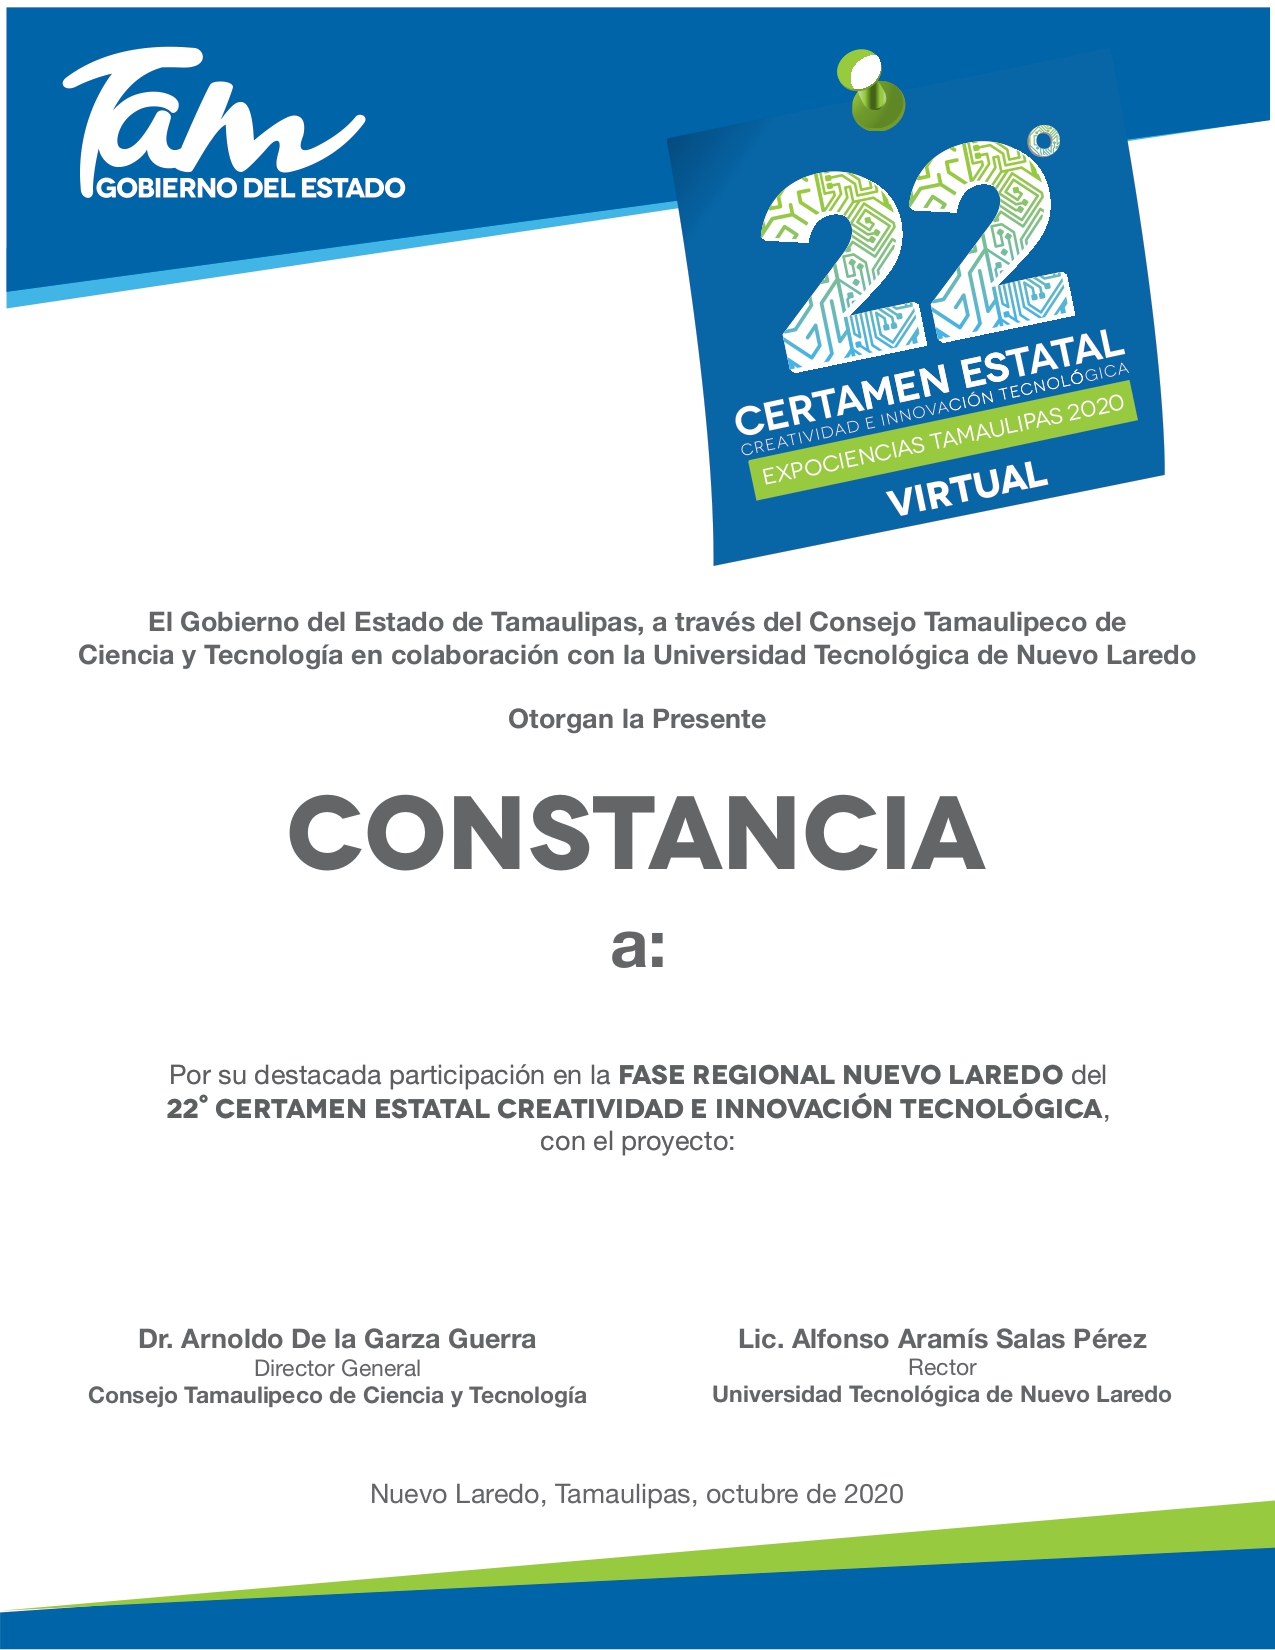 Tam
GOBIERNO DEL ESTADO
22°
CERTAMEN ESTATAL
CREATIVIDAD E INNOVACIÓN TECNOLÓGICA
EXPOCIENCIAS TAMAULIPAS 2020
VIRTUAL
El Gobierno del Estado de Tamaulipas, a través del Consejo Tamaulipeco de
Ciencia y Tecnología en colaboración con la Universidad Tecnológica de Nuevo Laredo
Otorgan la Presente
CONSTANCIA
a:
Por su destacada participación en la FASE REGIONAL NUEVO LAREDO del
22° CERTAMEN ESTATAL CREATIVIDAD E INNOVACIÓN TECNOLÓGICA,
con el proyecto:
Dr. Arnoldo De la Garza Guerra
Director General
Consejo Tamaulipeco de Ciencia y Tecnología
Lic. Alfonso Aramís Salas Pérez
Rector
Universidad Tecnológica de Nuevo Laredo
Nuevo Laredo, Tamaulipas, octubre de 2020